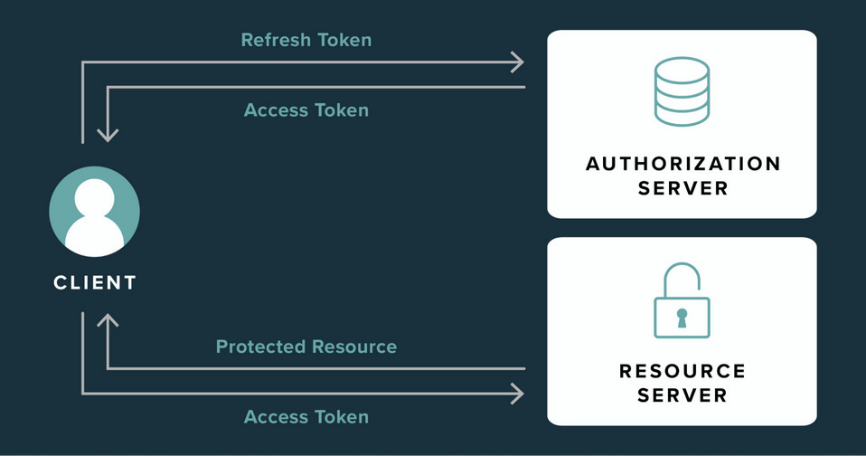 Refresh Token
Access Token
AUTHORIZATION
SERVER
CLIENT
Protected Resource
Access Token
RESOURCE
SERVER